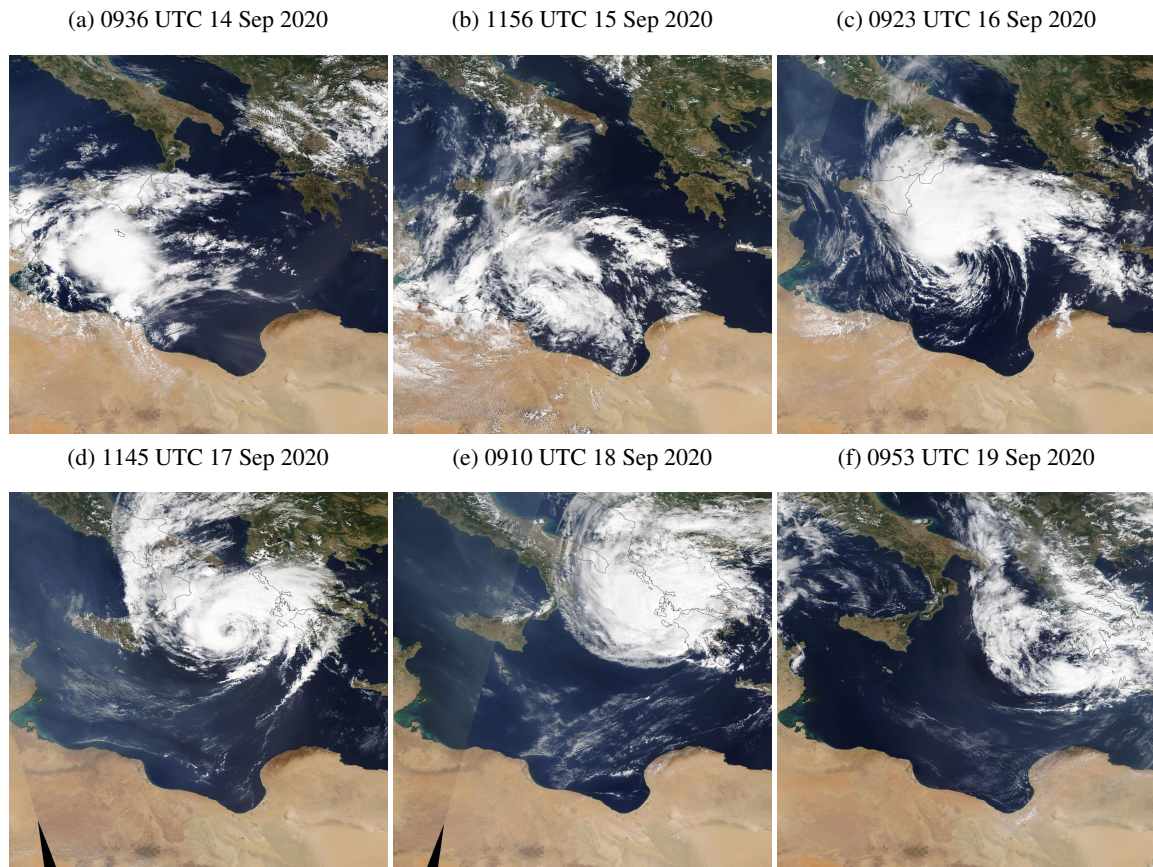 (a) 0936 UTC 14 Sep 2020
(b) 1156 UTC 15 Sep 2020
(c) 0923 UTC 16 Sep 2020
(d) 1145 UTC 17 Sep 2020
(e) 0910 UTC 18 Sep 2020
(f) 0953 UTC 19 Sep 2020